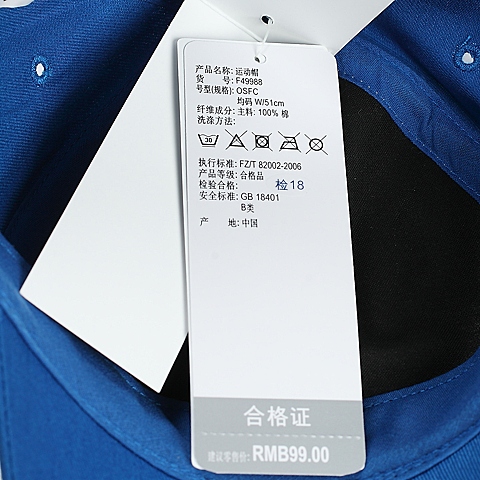 产品名称: 运动帽
货 号: F49988
号型(规格): OSFC
均码 W/51cm
纤维成分: 主料: 100% 棉
洗涤方法:
30
执行标准: FZ/T 82002-2006
产品等级: 合格品
检验合格: 检18
安全标准: GB 18401
B类
产 地: 中国
合格证
建议零售价: RMB99.00